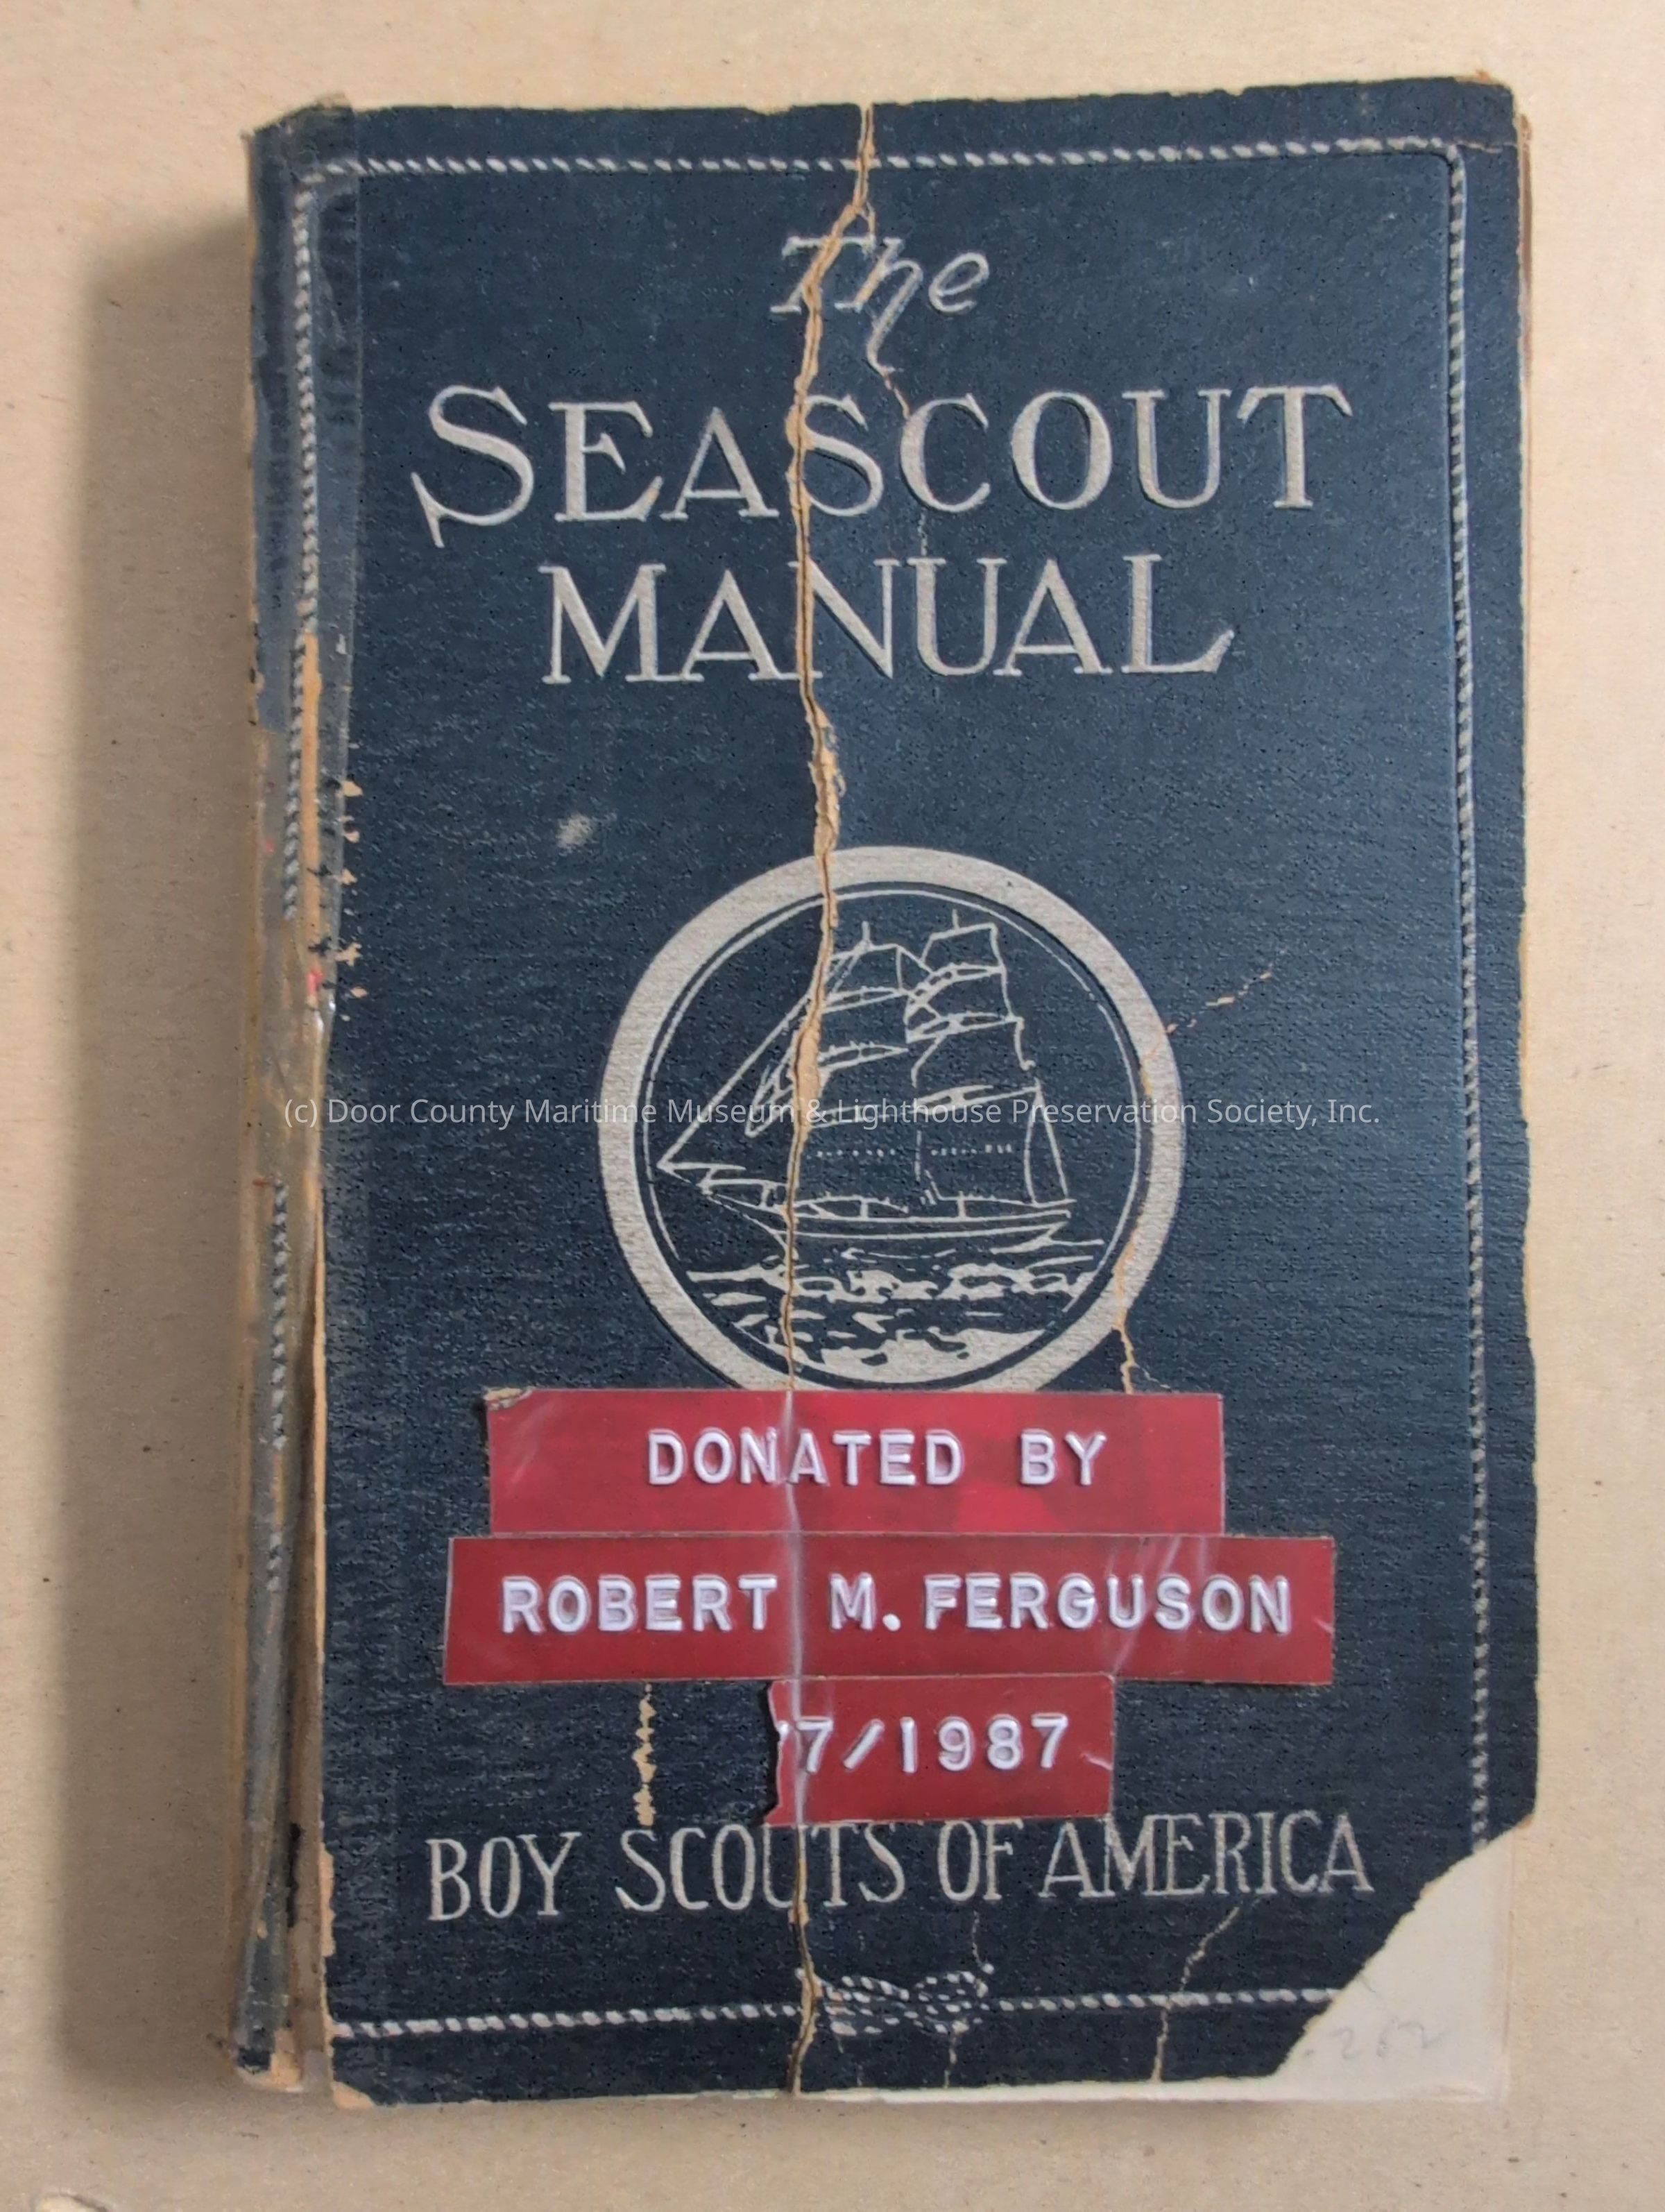 The
SEASCOUT
MANUAL
(c) Door County Maritime Museum & Lighthouse Preservation Society, Inc.
DONATED BY
ROBERT M. FERGUSON
7/1987
BOY SCOUTS OF AMERICA